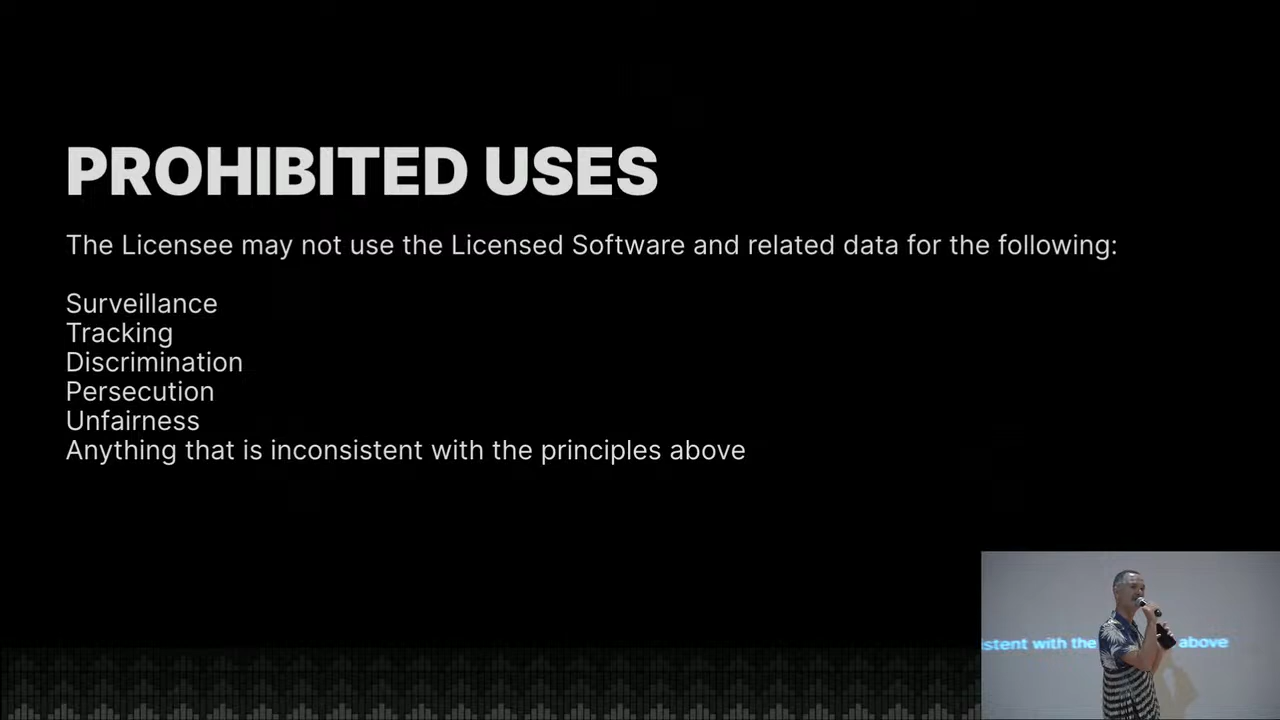 PROHIBITED USES
The Licensee may not use the Licensed Software and related data for the following:
Surveillance
Tracking
Discrimination
Persecution
Unfairness
Anything that is inconsistent with the principles above
stent with the above